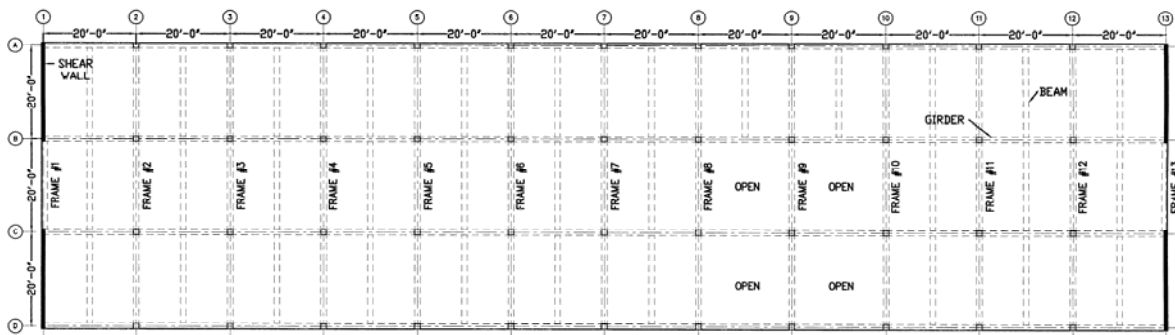 1 2 3 4 5 6 7 8 9 10 11 12 13
20'-0" 20'-0" 20'-0" 20'-0" 20'-0" 20'-0" 20'-0" 20'-0" 20'-0" 20'-0" 20'-0" 20'-0"
A
SHEAR
WALL
20'-0"
BEAM
GIRDER
B
20'-0"
FRAME #1
FRAME #2
FRAME #3
FRAME #4
FRAME #5
FRAME #6
FRAME #7
FRAME #8
OPEN
FRAME #9
OPEN
FRAME #10
FRAME #11
FRAME #12
FRAME #13
C
20'-0"
OPEN
OPEN
D